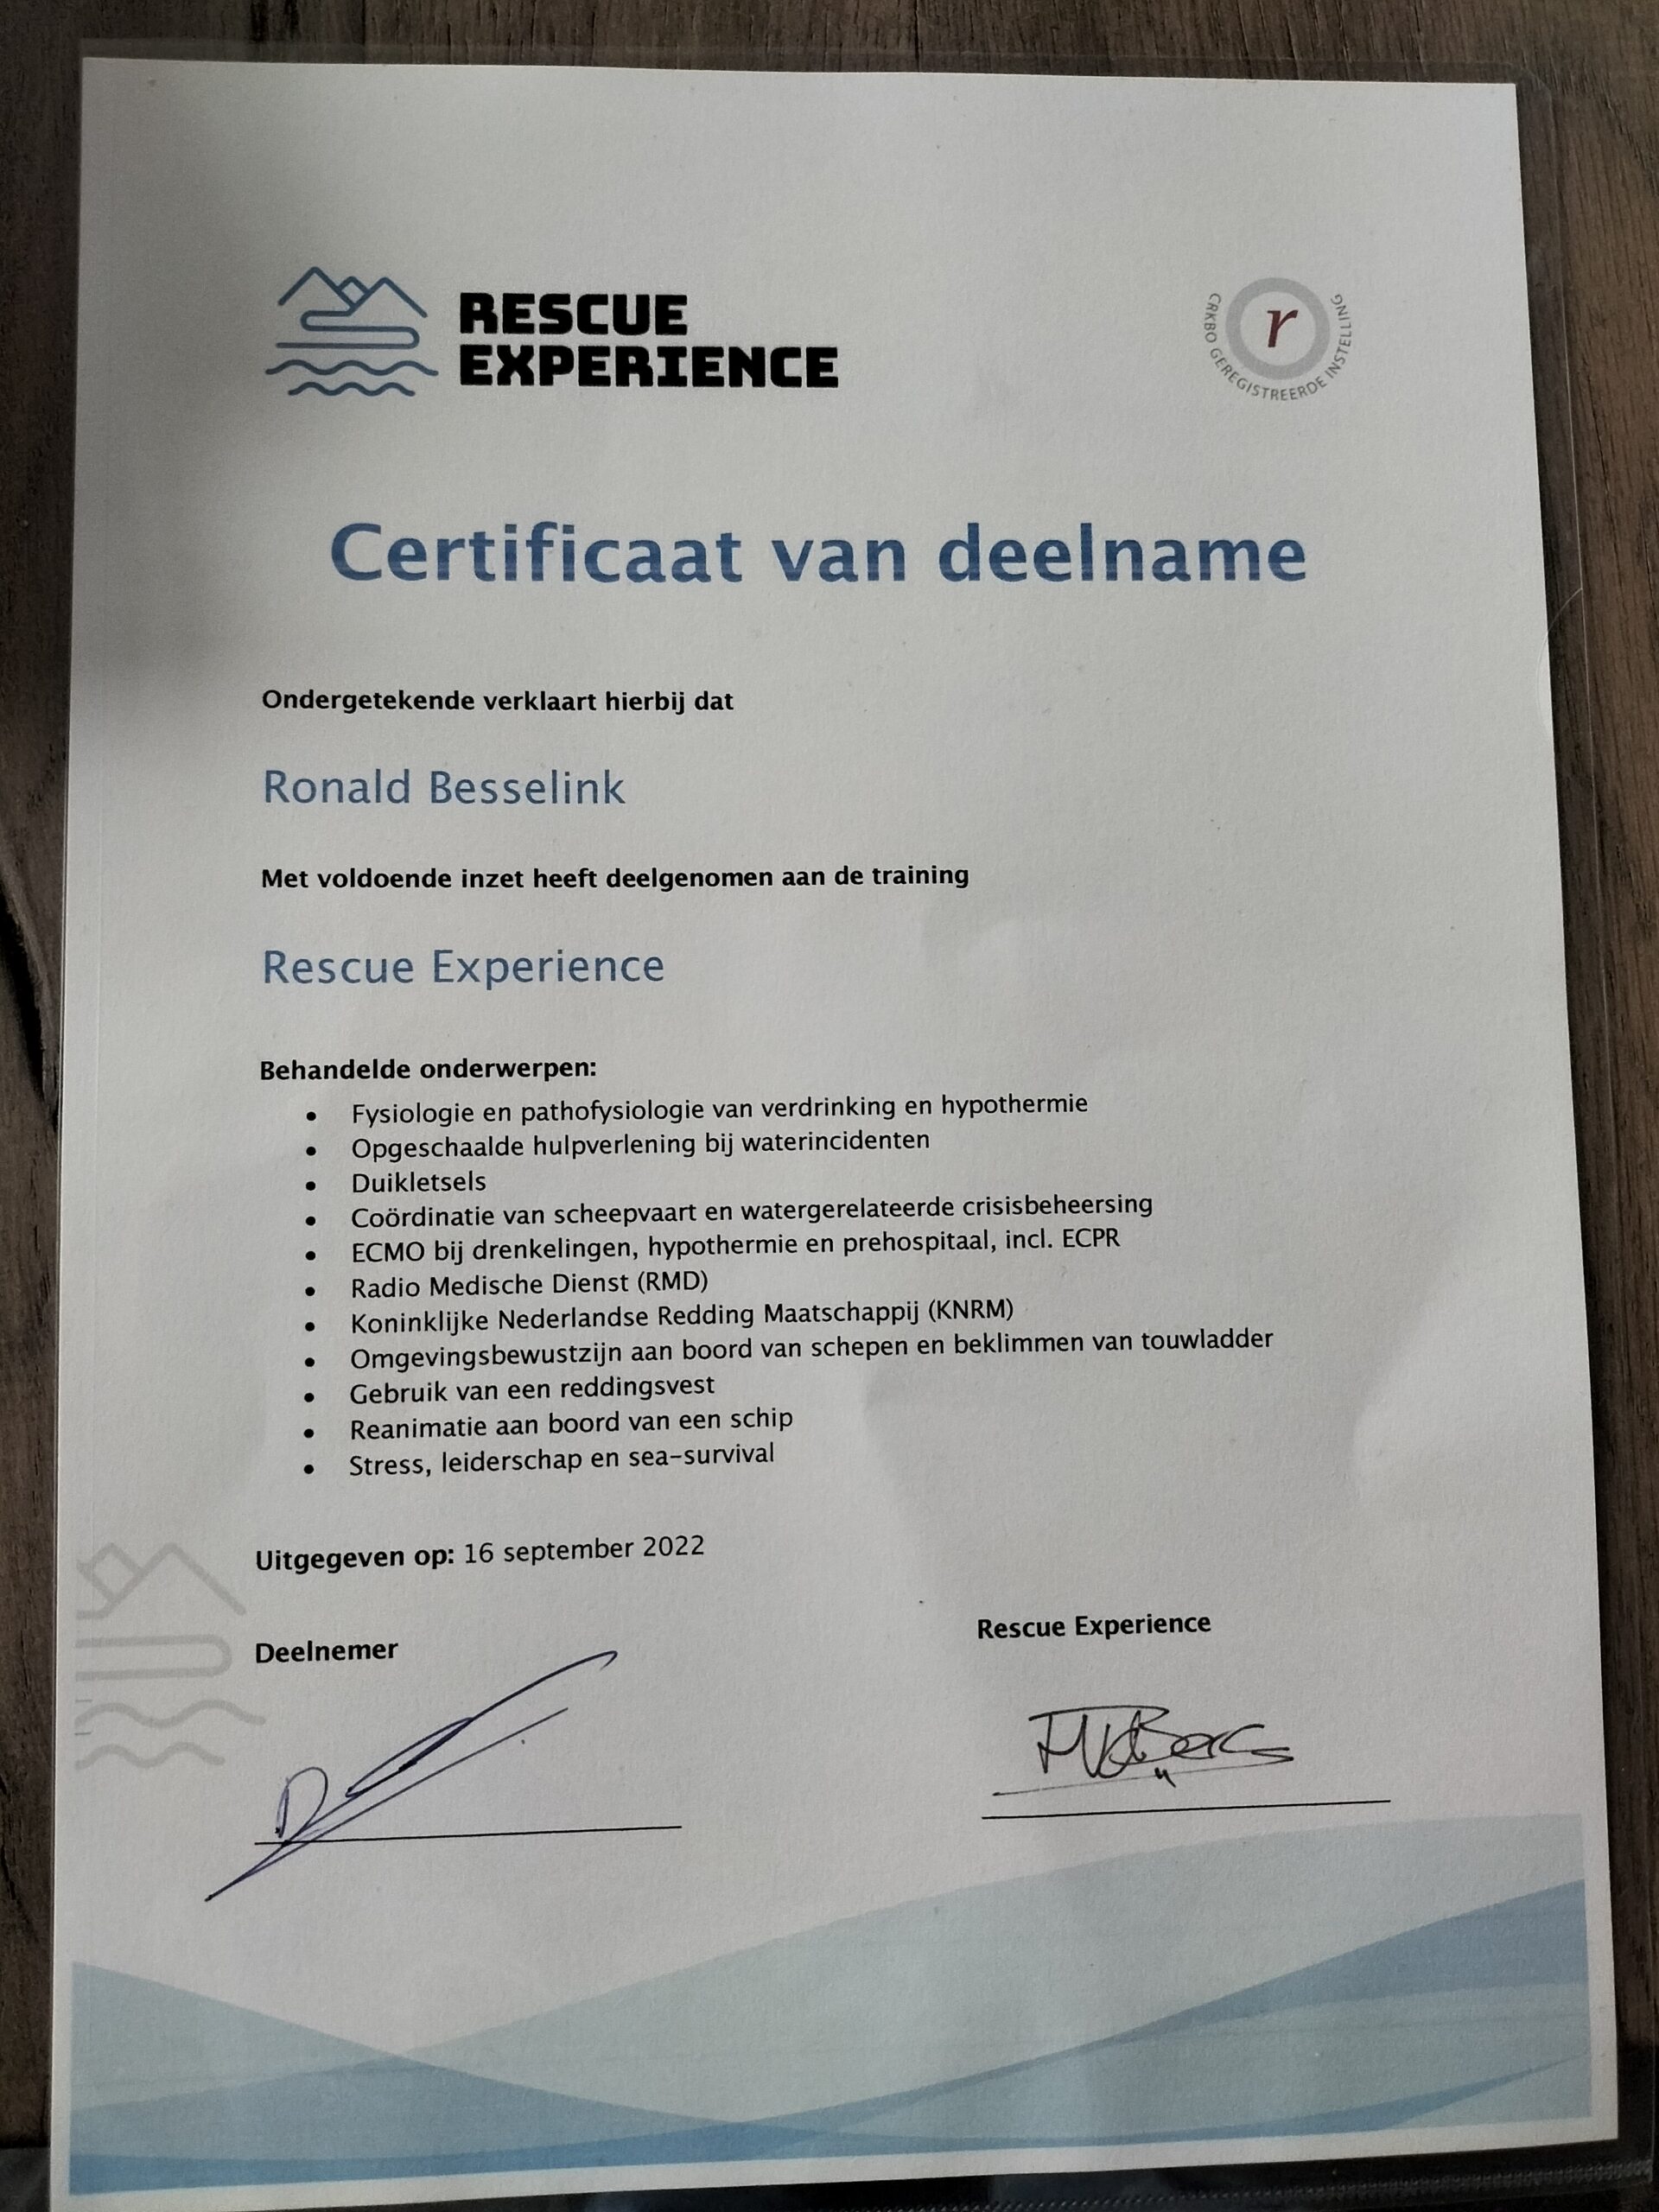 RESCUE
EXPERIENCE
CRKBO GEREGISTREERDE INSTELLING
r
Certificaat van deelname
Ondergetekende verklaart hierbij dat
Ronald Besselink
Met voldoende inzet heeft deelgenomen aan de training
Rescue Experience
Behandelde onderwerpen:
• Fysiologie en pathofysiologie van verdrinking en hypothermie
• Opgeschaalde hulpverlening bij waterincidenten
• Duikletsels
• Coördinatie van scheepvaart en watergerelateerde crisisbeheersing
• ECMO bij drenkelingen, hypothermie en prehospitaal, incl. ECPR
• Radio Medische Dienst (RMD)
• Koninklijke Nederlandse Redding Maatschappij (KNRM)
• Omgevingsbewustzijn aan boord van schepen en beklimmen van touwladder
• Gebruik van een reddingsvest
• Reanimatie aan boord van een schip
• Stress, leiderschap en sea-survival
Uitgegeven op: 16 september 2022
Deelnemer
Rescue Experience